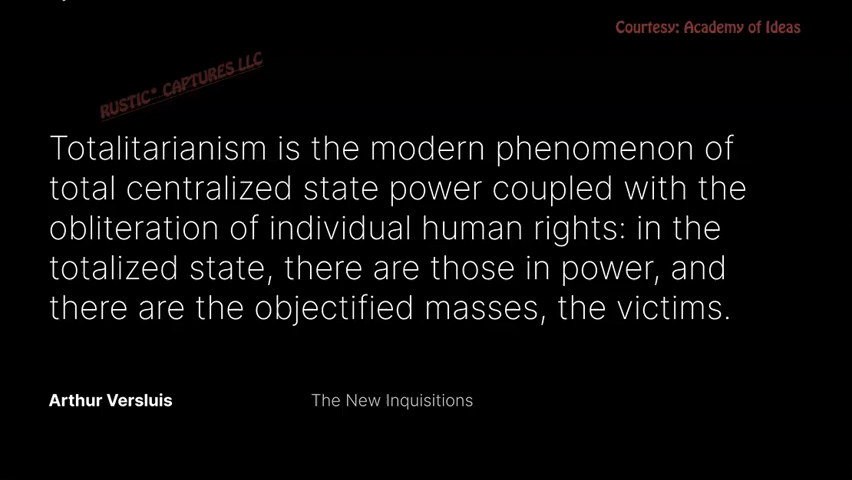 Courtesy: Academy of Ideas
RUSTIC® CAPTURES LLC
Totalitarianism is the modern phenomenon of
total centralized state power coupled with the
obliteration of individual human rights: in the
totalized state, there are those in power, and
there are the objectified masses, the victims.
Arthur Versluis The New Inquisitions